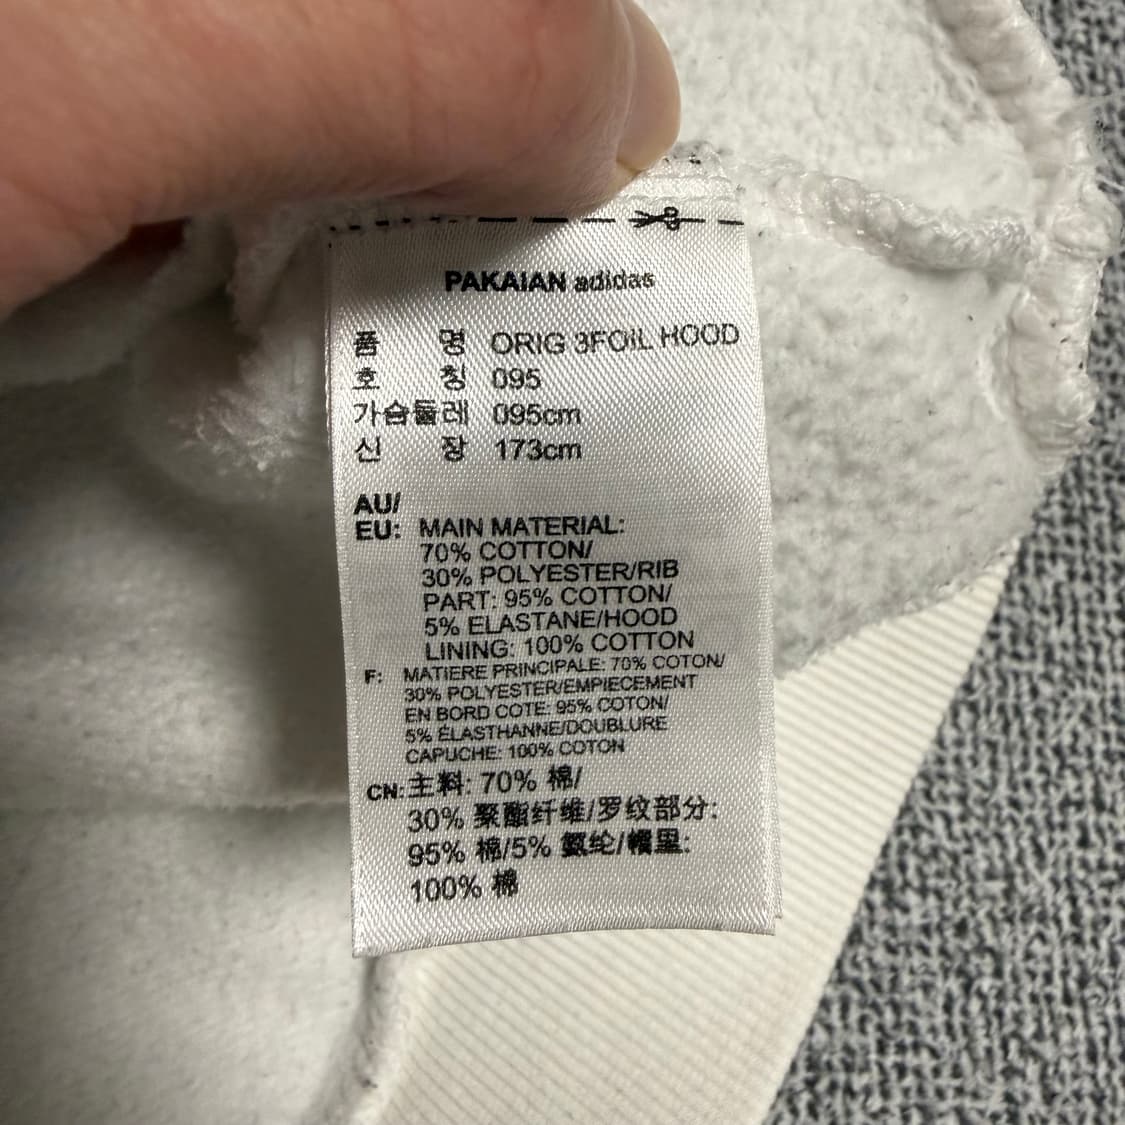 PAKAIAN adidas
품 명 ORIG 3FOIL HOOD
호 칭 095
가슴둘레 095cm
신 장 173cm
AU/
EU: MAIN MATERIAL:
70% COTTON/
30% POLYESTER/RIB
PART: 95% COTTON/
5% ELASTANE/HOOD
LINING: 100% COTTON
F: MATIERE PRINCIPALE: 70% COTON/
30% POLYESTER/EMPIECEMENT
EN BORD COTE: 95% COTON/
5% ELASTHANNE/DOUBLURE
CAPUCHE: 100% COTON
CN: 主料: 70% 棉/
30% 聚酯纤维/罗纹部分:
95% 棉/5% 氨纶/帽里:
100% 棉